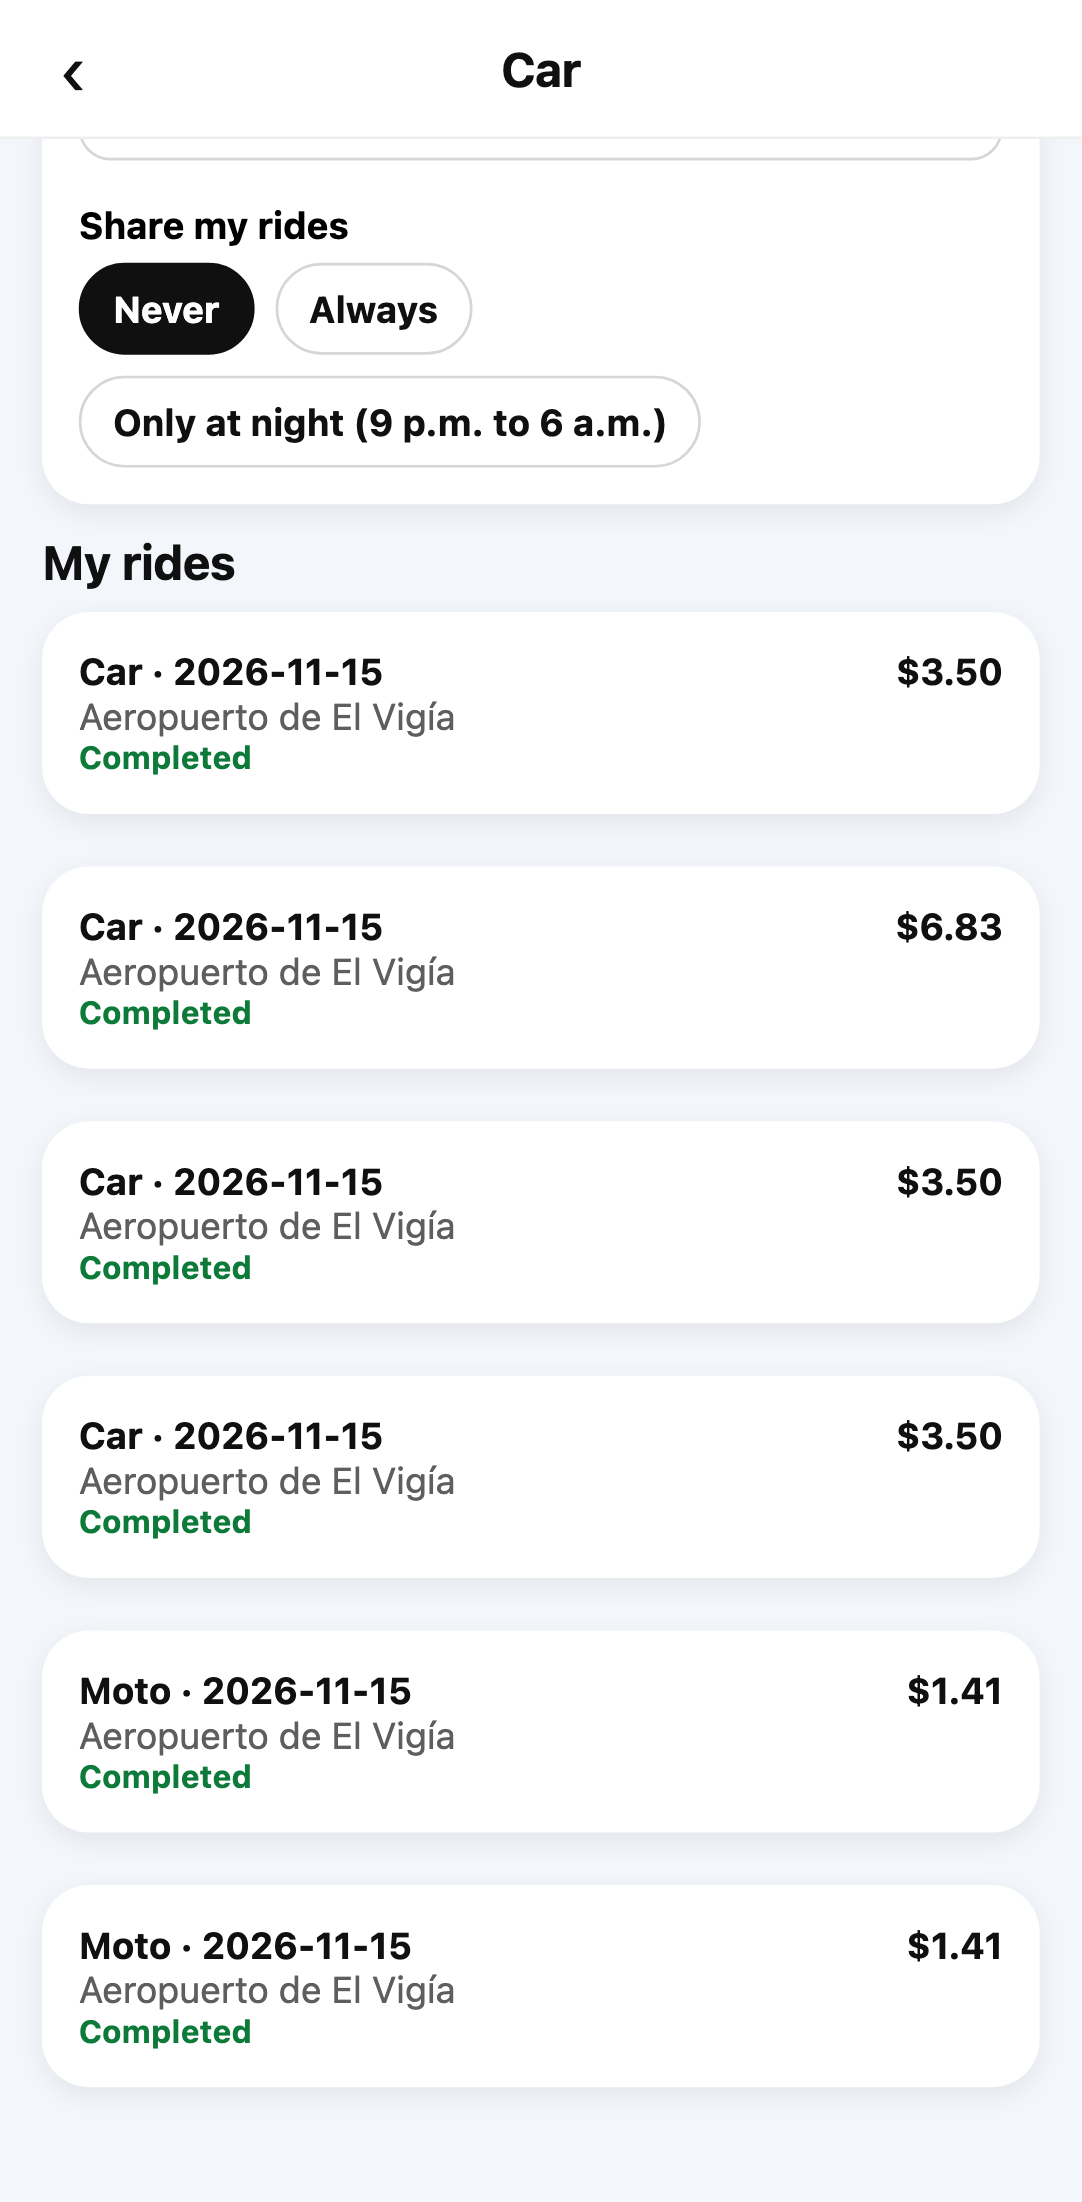 Car
Share my rides
Never
Always
Only at night (9 p.m. to 6 a.m.)
My rides
Car · 2026-11-15
$3.50
Aeropuerto de El Vigía
Completed
Car · 2026-11-15
$6.83
Aeropuerto de El Vigía
Completed
Car · 2026-11-15
$3.50
Aeropuerto de El Vigía
Completed
Car · 2026-11-15
$3.50
Aeropuerto de El Vigía
Completed
Moto · 2026-11-15
$1.41
Aeropuerto de El Vigía
Completed
Moto · 2026-11-15
$1.41
Aeropuerto de El Vigía
Completed